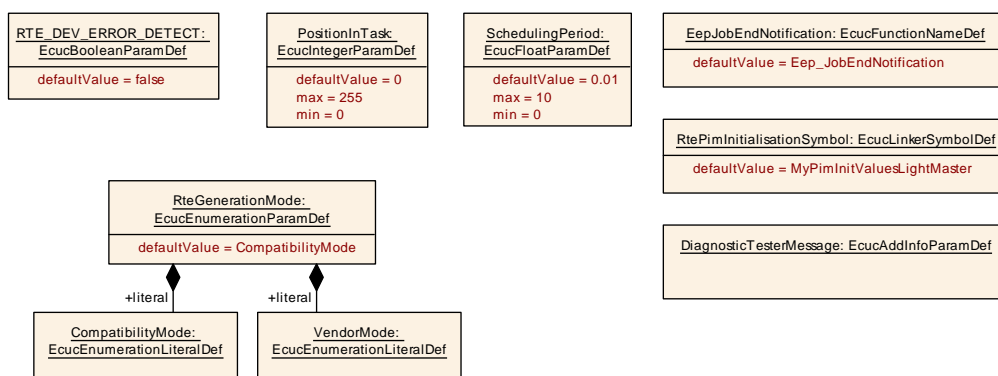 RTE_DEV_ERROR_DETECT:
EcucBooleanParamDef
defaultValue = false
PositionInTask:
EcucIntegerParamDef
defaultValue = 0
max = 255
min = 0
SchedulingPeriod:
EcucFloatParamDef
defaultValue = 0.01
max = 10
min = 0
EepJobEndNotification: EcucFunctionNameDef
defaultValue = Eep_JobEndNotification
RtePimInitialisationSymbol: EcucLinkerSymbolDef
defaultValue = MyPimInitValuesLightMaster
RteGenerationMode:
EcucEnumerationParamDef
defaultValue = CompatibilityMode
DiagnosticTesterMessage: EcucAddInfoParamDef
+literal
+literal
CompatibilityMode:
EcucEnumerationLiteralDef
VendorMode:
EcucEnumerationLiteralDef